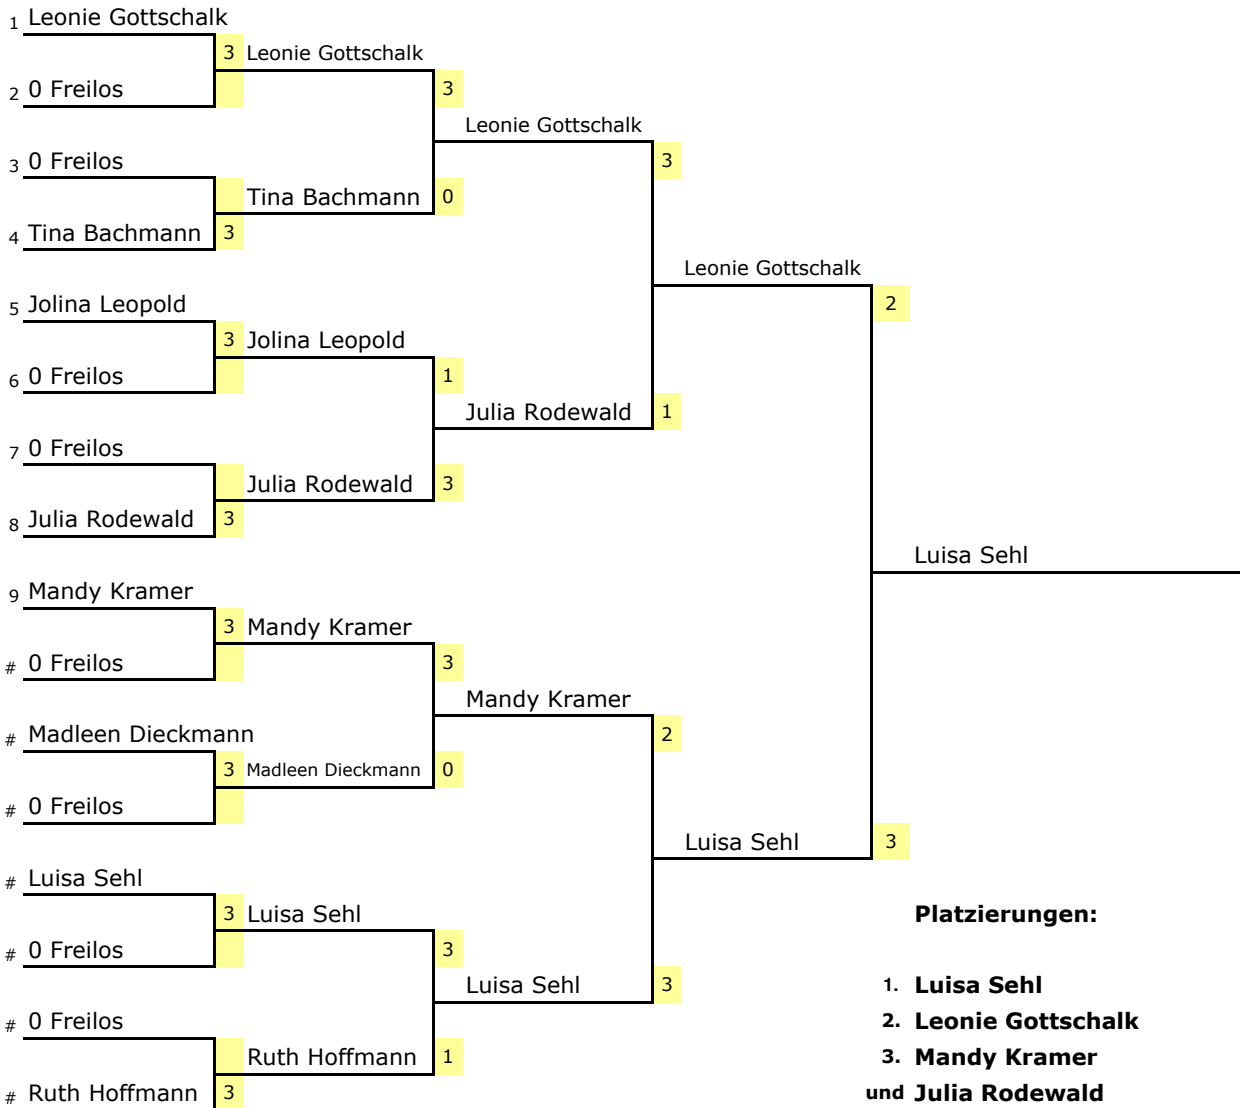 1 Leonie Gottschalk
3 Leonie Gottschalk
2 0 Freilos
3
Leonie Gottschalk
3 0 Freilos
3
Tina Bachmann 0
4 Tina Bachmann 3
Leonie Gottschalk
5 Jolina Leopold
2
3 Jolina Leopold
6 0 Freilos
1
Julia Rodewald 1
7 0 Freilos
Julia Rodewald 3
8 Julia Rodewald 3
Luisa Sehl
9 Mandy Kramer
3 Mandy Kramer
# 0 Freilos
3
Mandy Kramer
# Madleen Dieckmann
2
3 Madleen Dieckmann 0
# 0 Freilos
Luisa Sehl 3
# Luisa Sehl
3 Luisa Sehl
Platzierungen:
# 0 Freilos
3
Luisa Sehl 3
1. Luisa Sehl
# 0 Freilos
2. Leonie Gottschalk
Ruth Hoffmann 1
3. Mandy Kramer
# Ruth Hoffmann 3
und Julia Rodewald